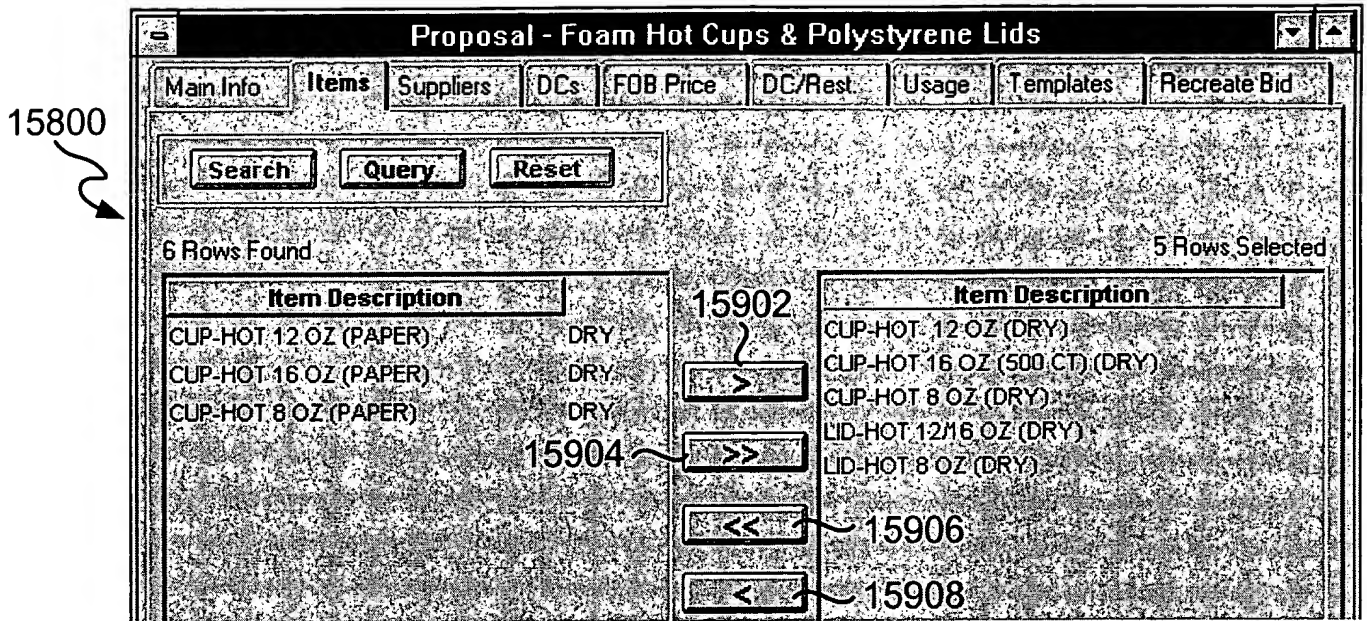 Proposal - Foam Hot Cups & Polystyrene Lids
Main Info Items Suppliers DCs FOB Price DC/Rest. Usage Templates Recreate Bid
15800
Search Query Reset
6 Rows Found 5 Rows Selected
Item Description Item Description
15902
CUP-HOT 12 OZ (PAPER) DRY CUP-HOT 12 OZ (DRY)
CUP-HOT 16 OZ (PAPER) DRY > CUP-HOT 16 OZ (500 CT) (DRY)
CUP-HOT 8 OZ (PAPER) DRY CUP-HOT 8 OZ (DRY)
LID-HOT 12/16 OZ (DRY)
15904 >> LID-HOT 8 OZ (DRY)
<< 15906
< 15908